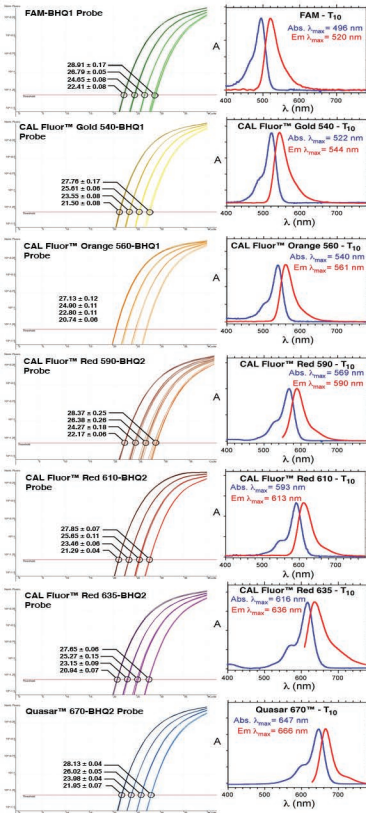 FAM-BHQ1 Probe
28.91 ± 0.17
26.79 ± 0.05
24.65 ± 0.08
22.41 ± 0.08
FAM - T10
Abs. λmax = 496 nm
Em λmax = 520 nm
A
400 500 600 700
λ (nm)
CAL Fluor™ Gold 540-BHQ1
Probe
27.76 ± 0.17
25.61 ± 0.08
23.55 ± 0.08
21.50 ± 0.08
CAL Fluor™ Gold 540 - T10
Abs. λmax = 522 nm
Em λmax = 544 nm
A
400 500 600 700
λ (nm)
CAL Fluor™ Orange 560-BHQ1
Probe
27.13 ± 0.12
24.90 ± 0.11
22.80 ± 0.11
20.74 ± 0.06
CAL Fluor™ Orange 560 - T10
Abs. λmax = 540 nm
Em λmax = 561 nm
A
400 500 600 700
λ (nm)
CAL Fluor™ Red 590-BHQ2
Probe
28.37 ± 0.25
26.38 ± 0.26
24.27 ± 0.18
22.17 ± 0.06
CAL Fluor™ Red 590 - T10
Abs. λmax = 569 nm
Em λmax = 590 nm
A
400 500 600 700
λ (nm)
CAL Fluor™ Red 610-BHQ2
Probe
27.85 ± 0.07
25.65 ± 0.11
23.46 ± 0.06
21.29 ± 0.04
CAL Fluor™ Red 610 - T10
Abs. λmax = 593 nm
Em λmax = 613 nm
A
400 500 600 700
λ (nm)
CAL Fluor™ Red 635-BHQ2
Probe
27.65 ± 0.06
25.27 ± 0.15
23.15 ± 0.09
20.94 ± 0.07
CAL Fluor™ Red 635 - T10
Abs. λmax = 616 nm
Em λmax = 636 nm
A
400 500 600 700
λ (nm)
Quasar™ 670-BHQ2 Probe
28.13 ± 0.04
26.02 ± 0.05
23.98 ± 0.04
21.95 ± 0.07
Quasar 670™ - T10
Abs λmax = 647 nm
Em λmax = 666 nm
A
400 500 600 700
λ (nm)